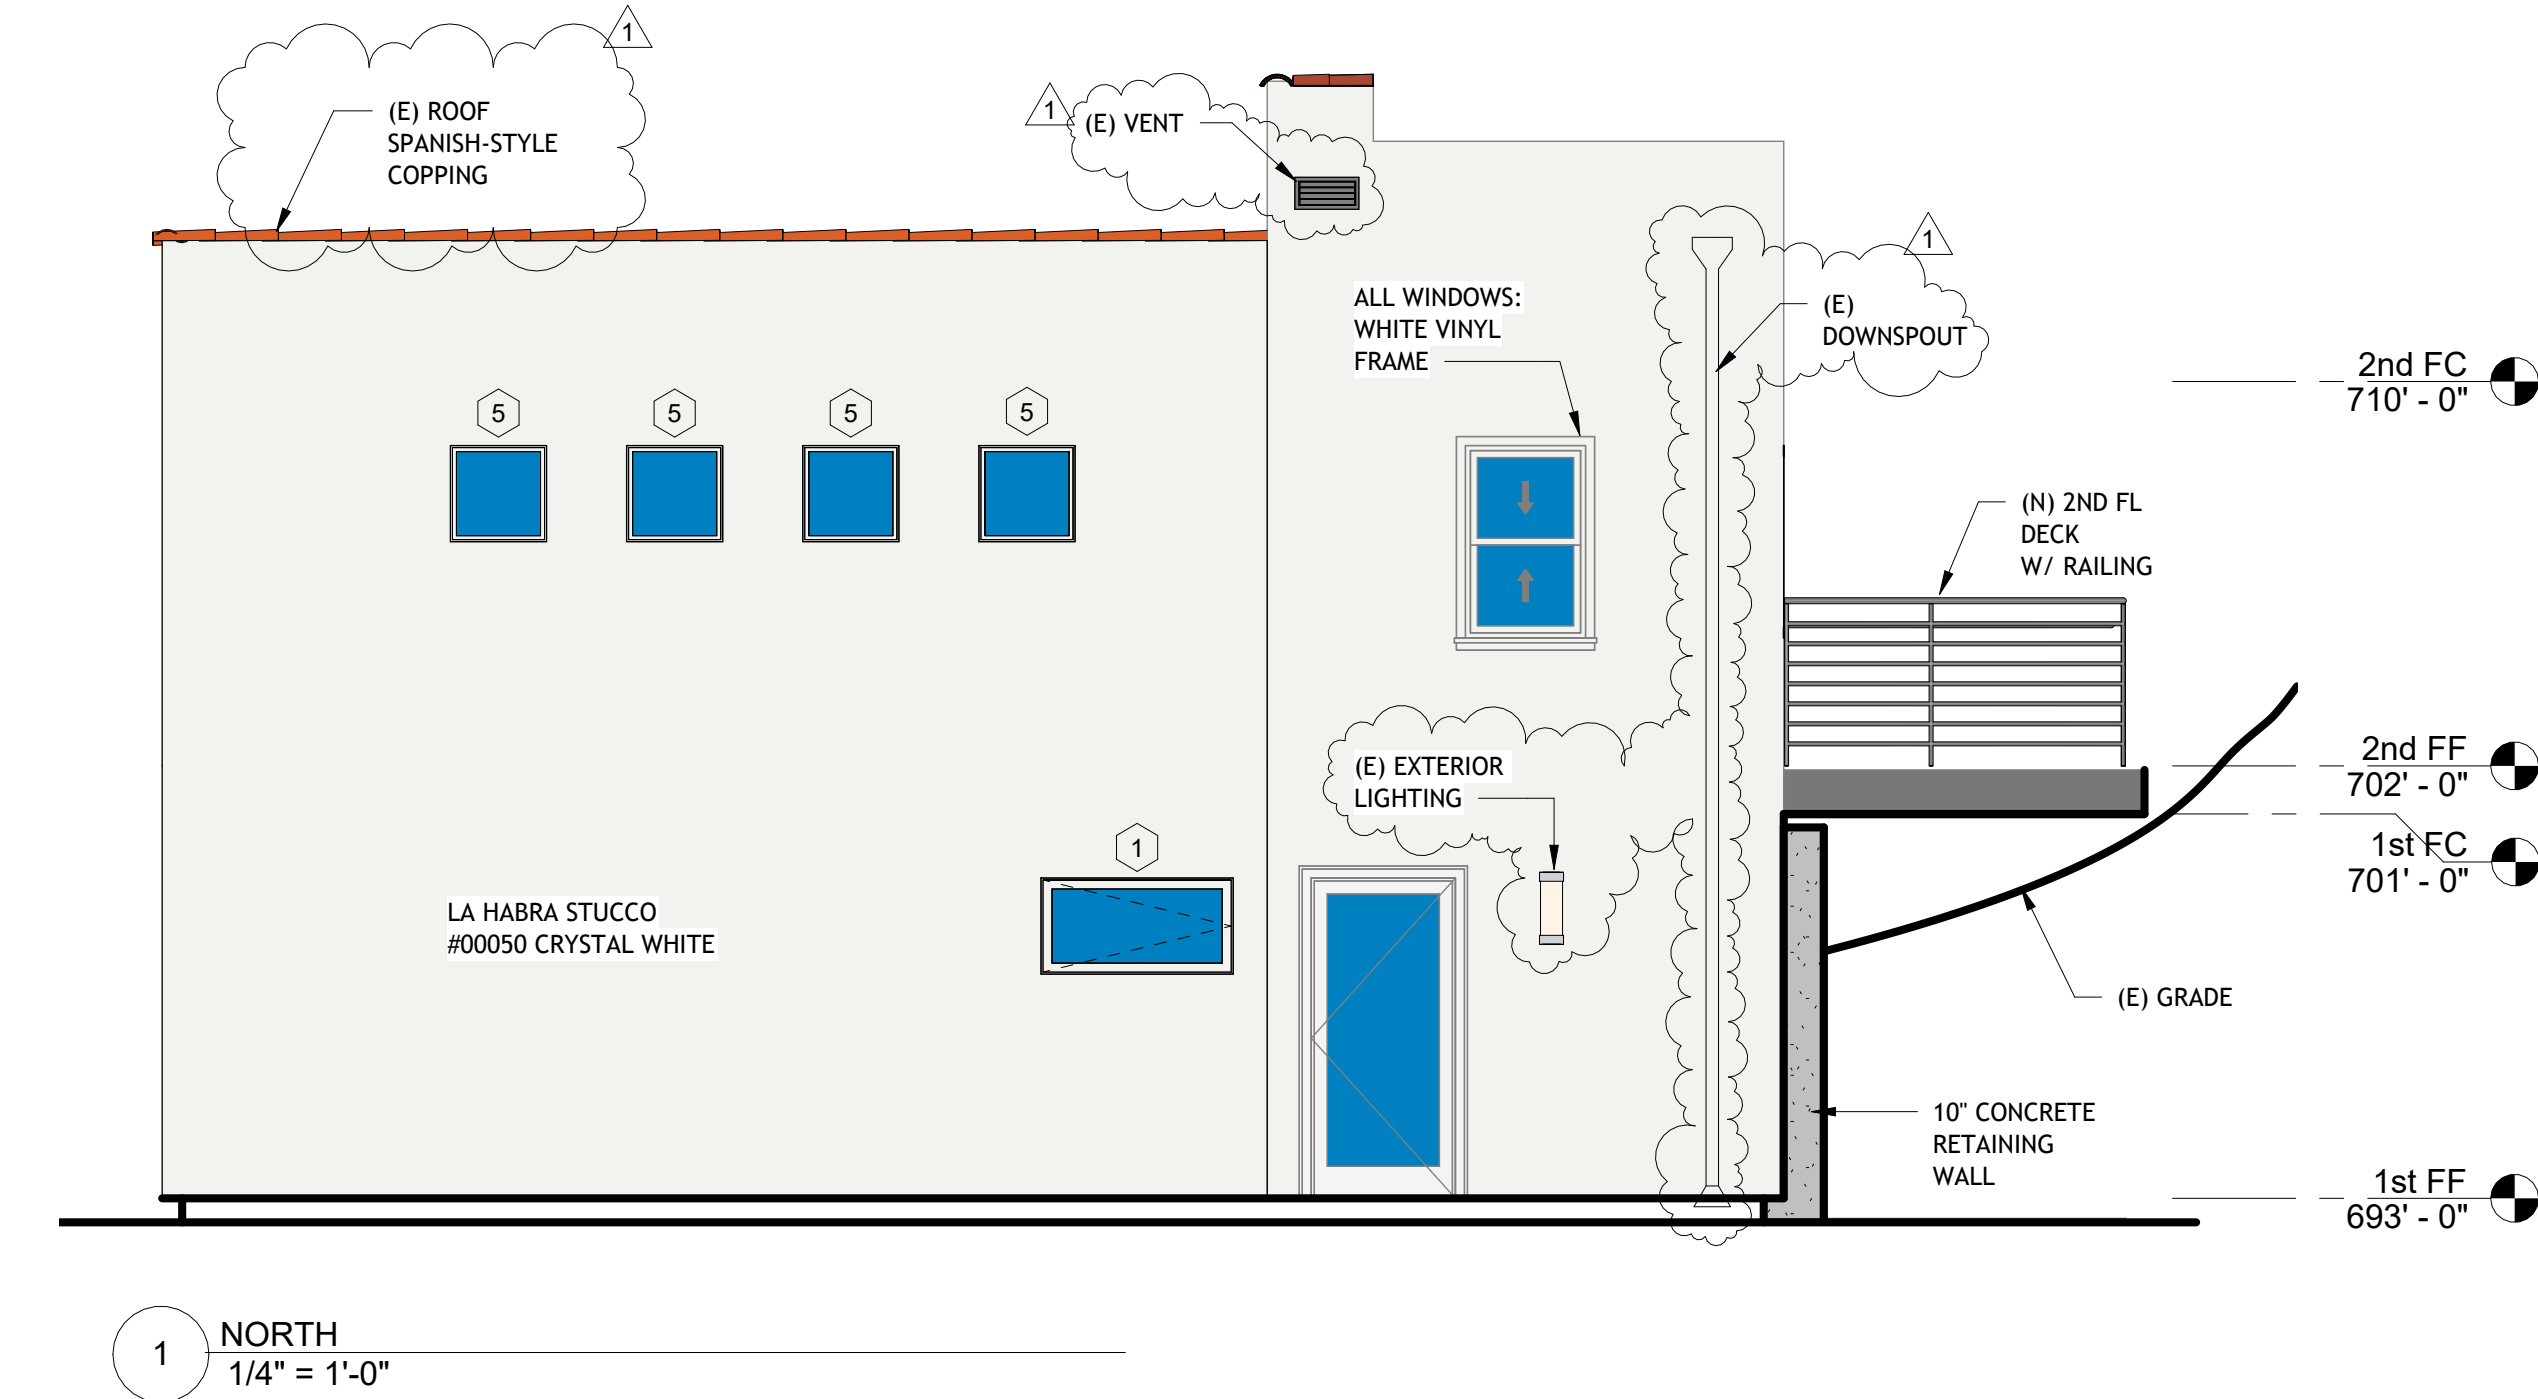 1
(E) ROOF
SPANISH-STYLE
COPPING
1
(E) VENT
1
(E)
DOWNSPOUT
ALL WINDOWS:
WHITE VINYL
FRAME
2nd FC
710' - 0"
5
5
5
5
(N) 2ND FL
DECK
W/ RAILING
(E) EXTERIOR
LIGHTING
2nd FF
702' - 0"
1st FC
701' - 0"
1
LA HABRA STUCCO
#00050 CRYSTAL WHITE
(E) GRADE
10" CONCRETE
RETAINING
WALL
1st FF
693' - 0"
1
NORTH
1/4" = 1'-0"